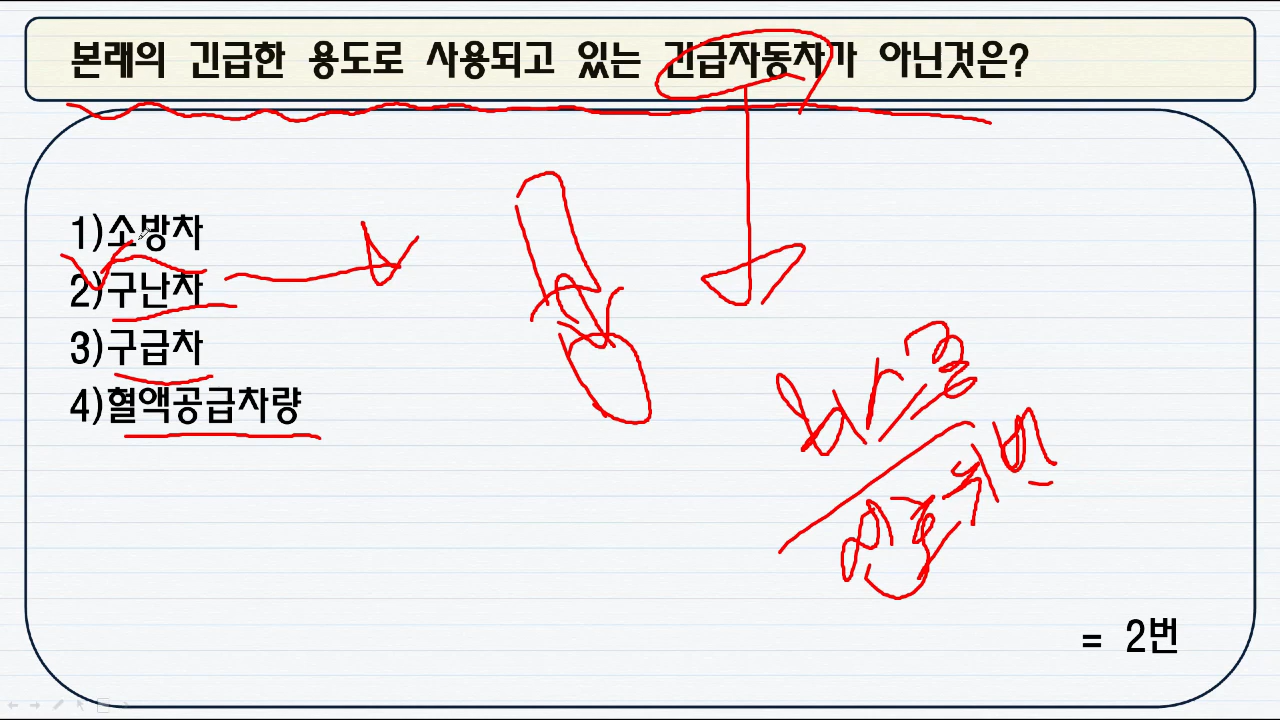 본래의 긴급한 용도로 사용되고 있는 긴급자동차가 아닌것은?
1)소방차
2)구난차
3)구급차
4)혈액공급차량
= 2번